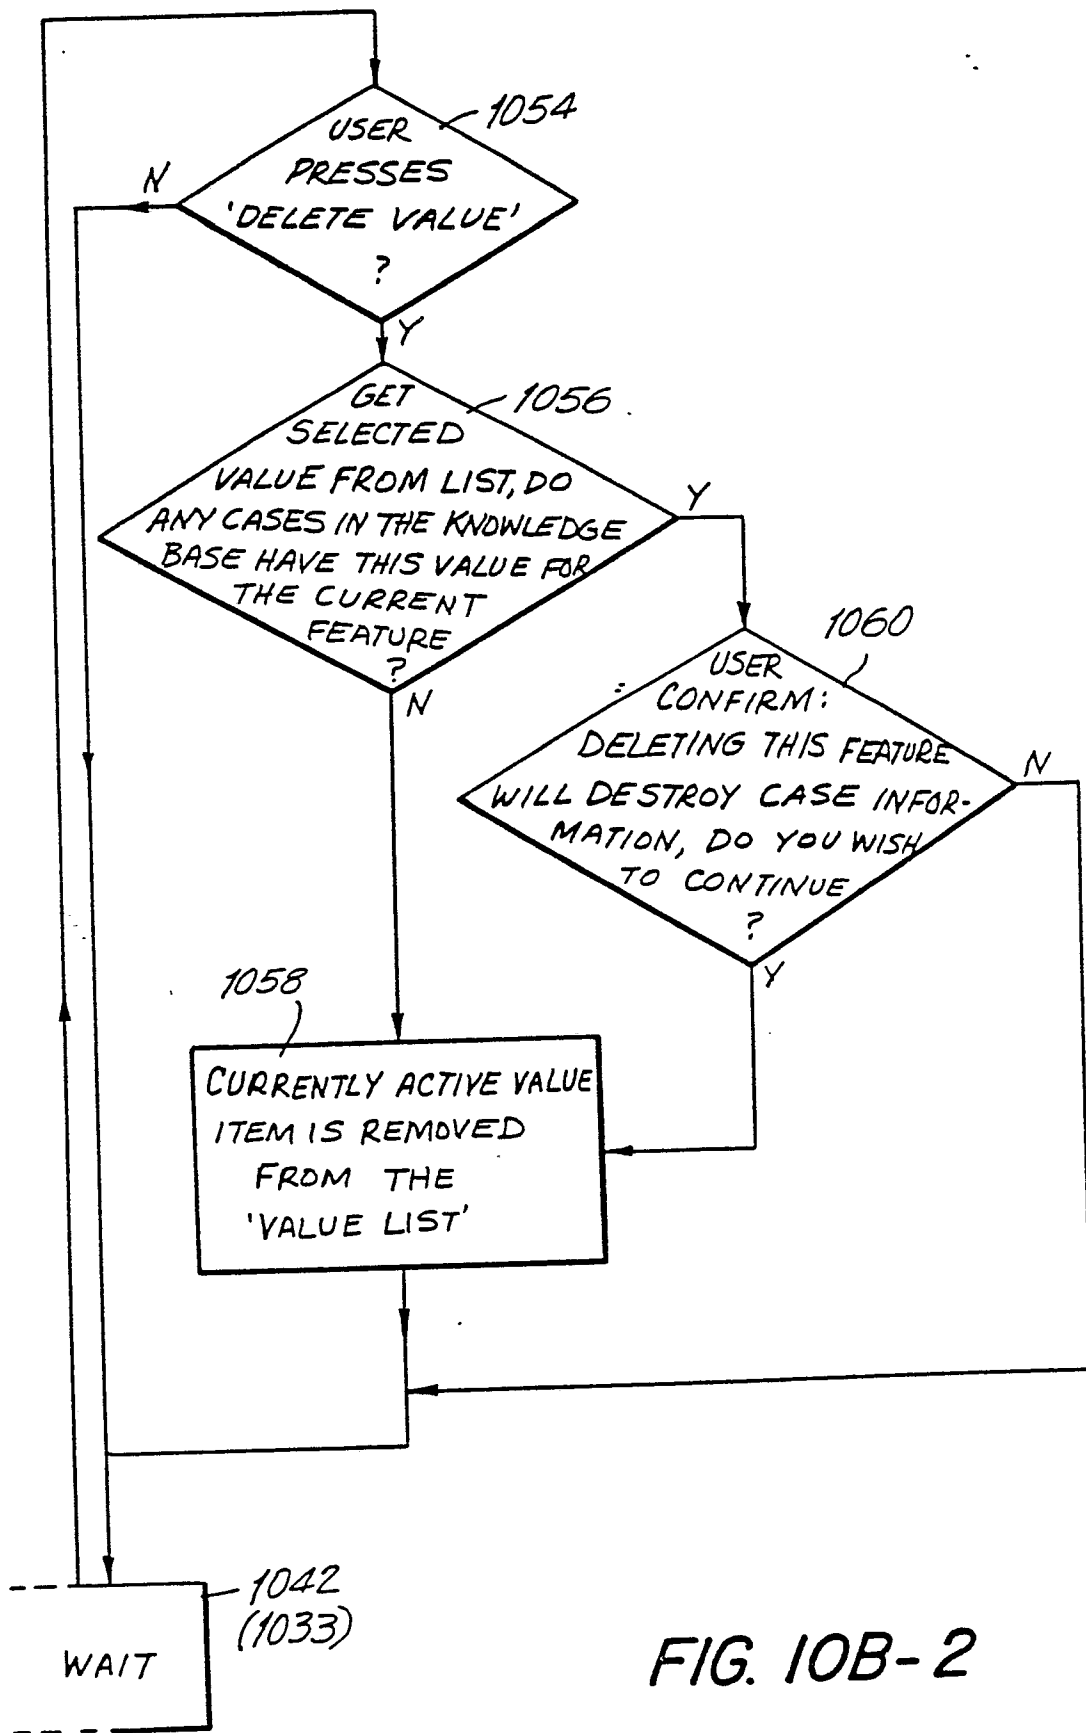 1054
USER
PRESSES
'DELETE VALUE'
?
N
Y
1056
GET
SELECTED
VALUE FROM LIST, DO
ANY CASES IN THE KNOWLEDGE
BASE HAVE THIS VALUE FOR
THE CURRENT
FEATURE
?
Y
N
1060
USER
CONFIRM:
DELETING THIS FEATURE
WILL DESTROY CASE INFOR-
MATION, DO YOU WISH
TO CONTINUE
?
N
Y
1058
CURRENTLY ACTIVE VALUE
ITEM IS REMOVED
FROM THE
'VALUE LIST'
1042
(1033)
WAIT
FIG. 10B-2